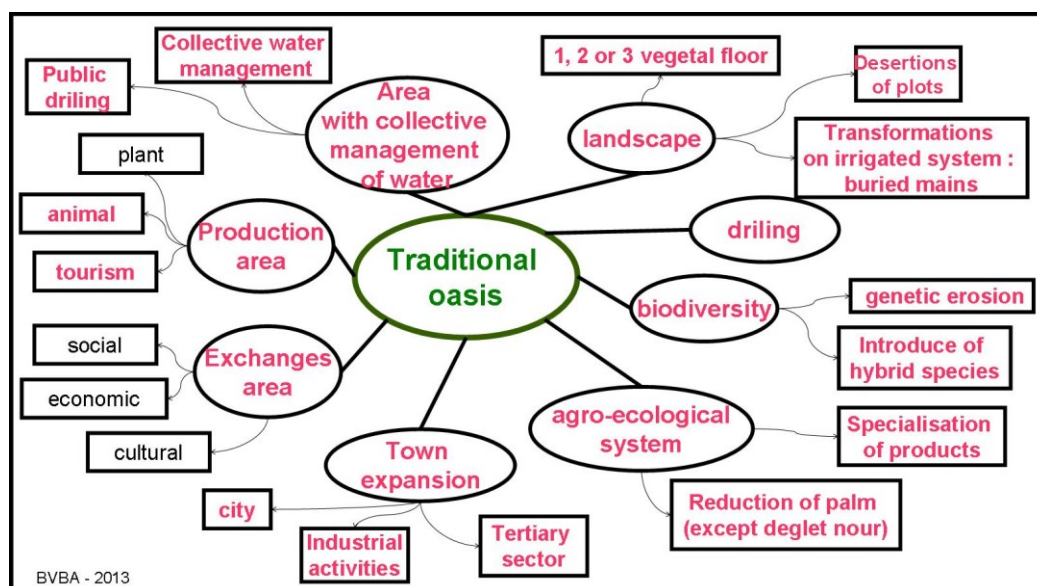 Collective water
management
Public
driling
Area
with collective
management
of water
1, 2 or 3 vegetal floor
landscape
Desertions
of plots
Transformations
on irrigated system :
buried mains
plant
animal
tourism
Production
area
Traditional
oasis
driling
biodiversity
genetic erosion
Introduce of
hybrid species
social
economic
cultural
Exchanges
area
agro-ecological
system
Specialisation
of products
Reduction of palm
(except deglet nour)
Town
expansion
city
Industrial
activities
Tertiary
sector
BVBA - 2013